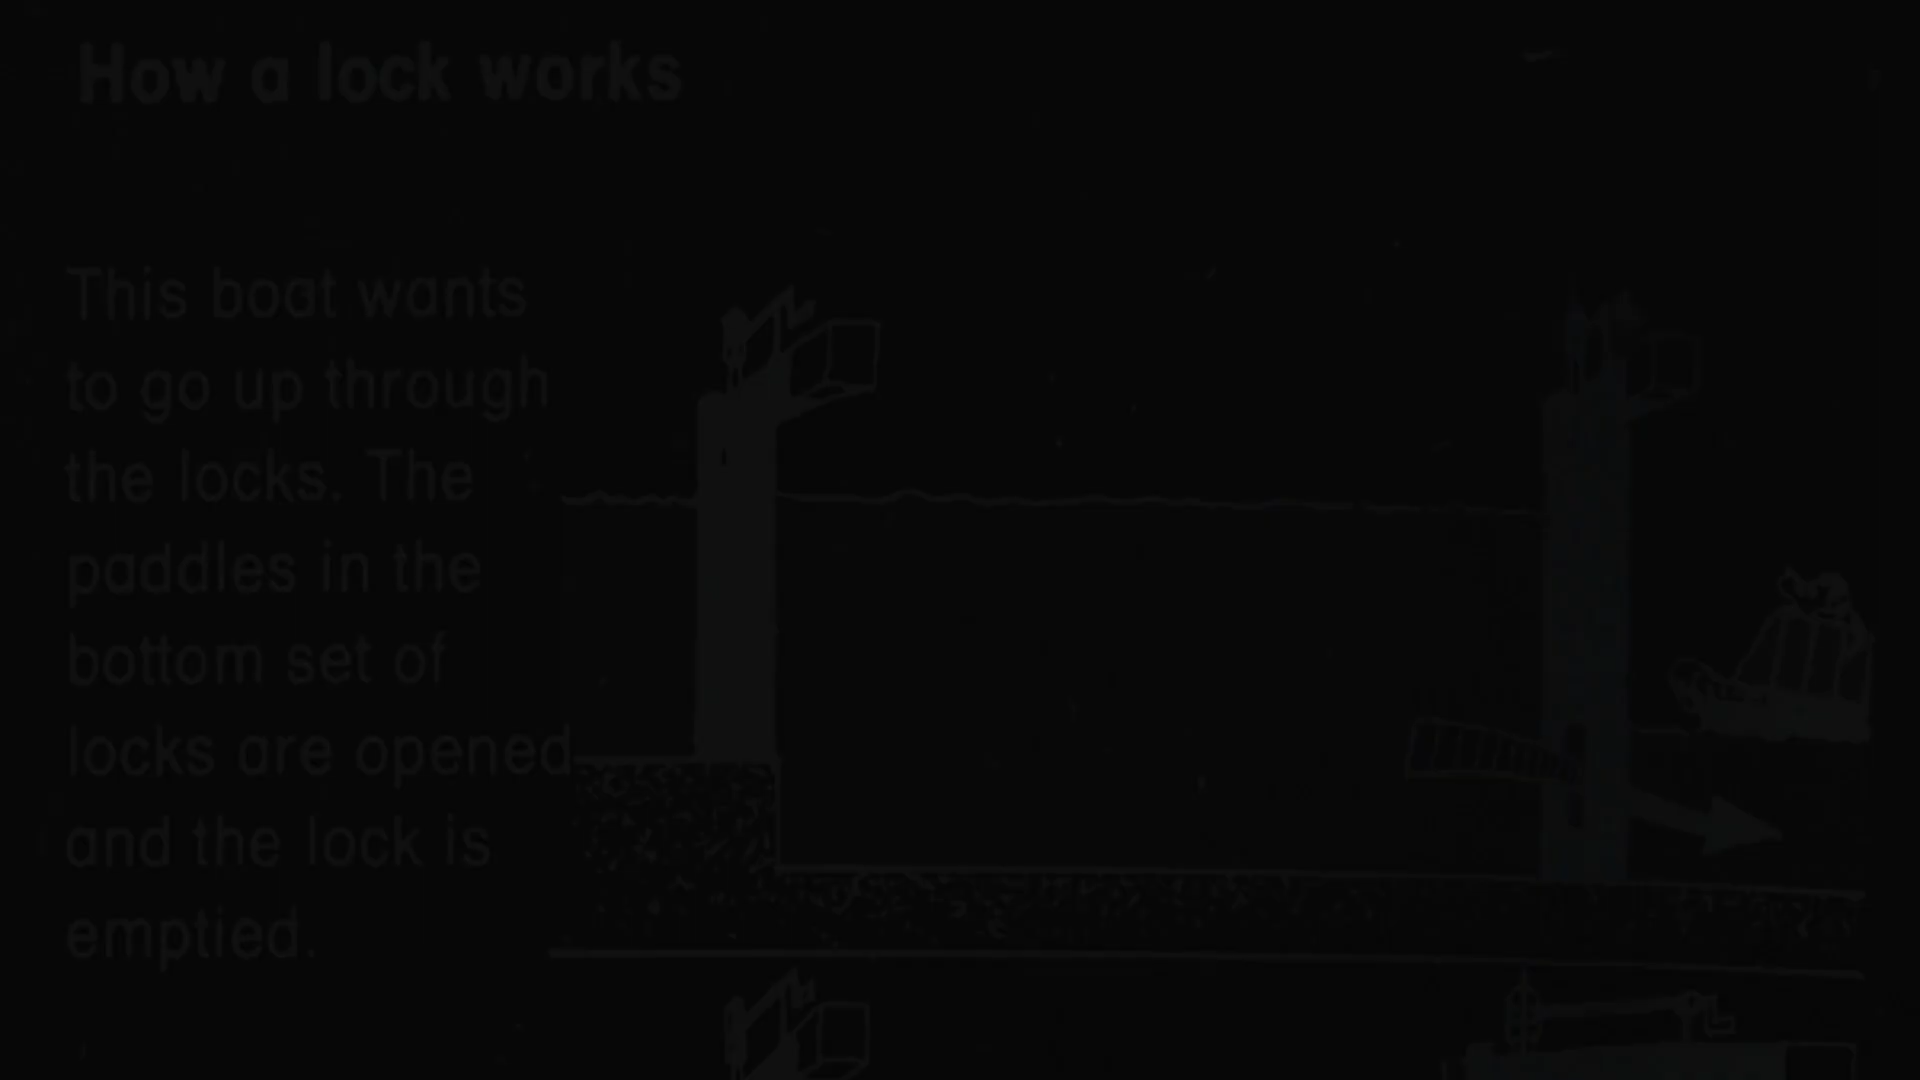 How a lock works
This boat wants
to go up through
the locks. The
paddles in the
bottom set of
locks are opened
and the lock is
emptied.